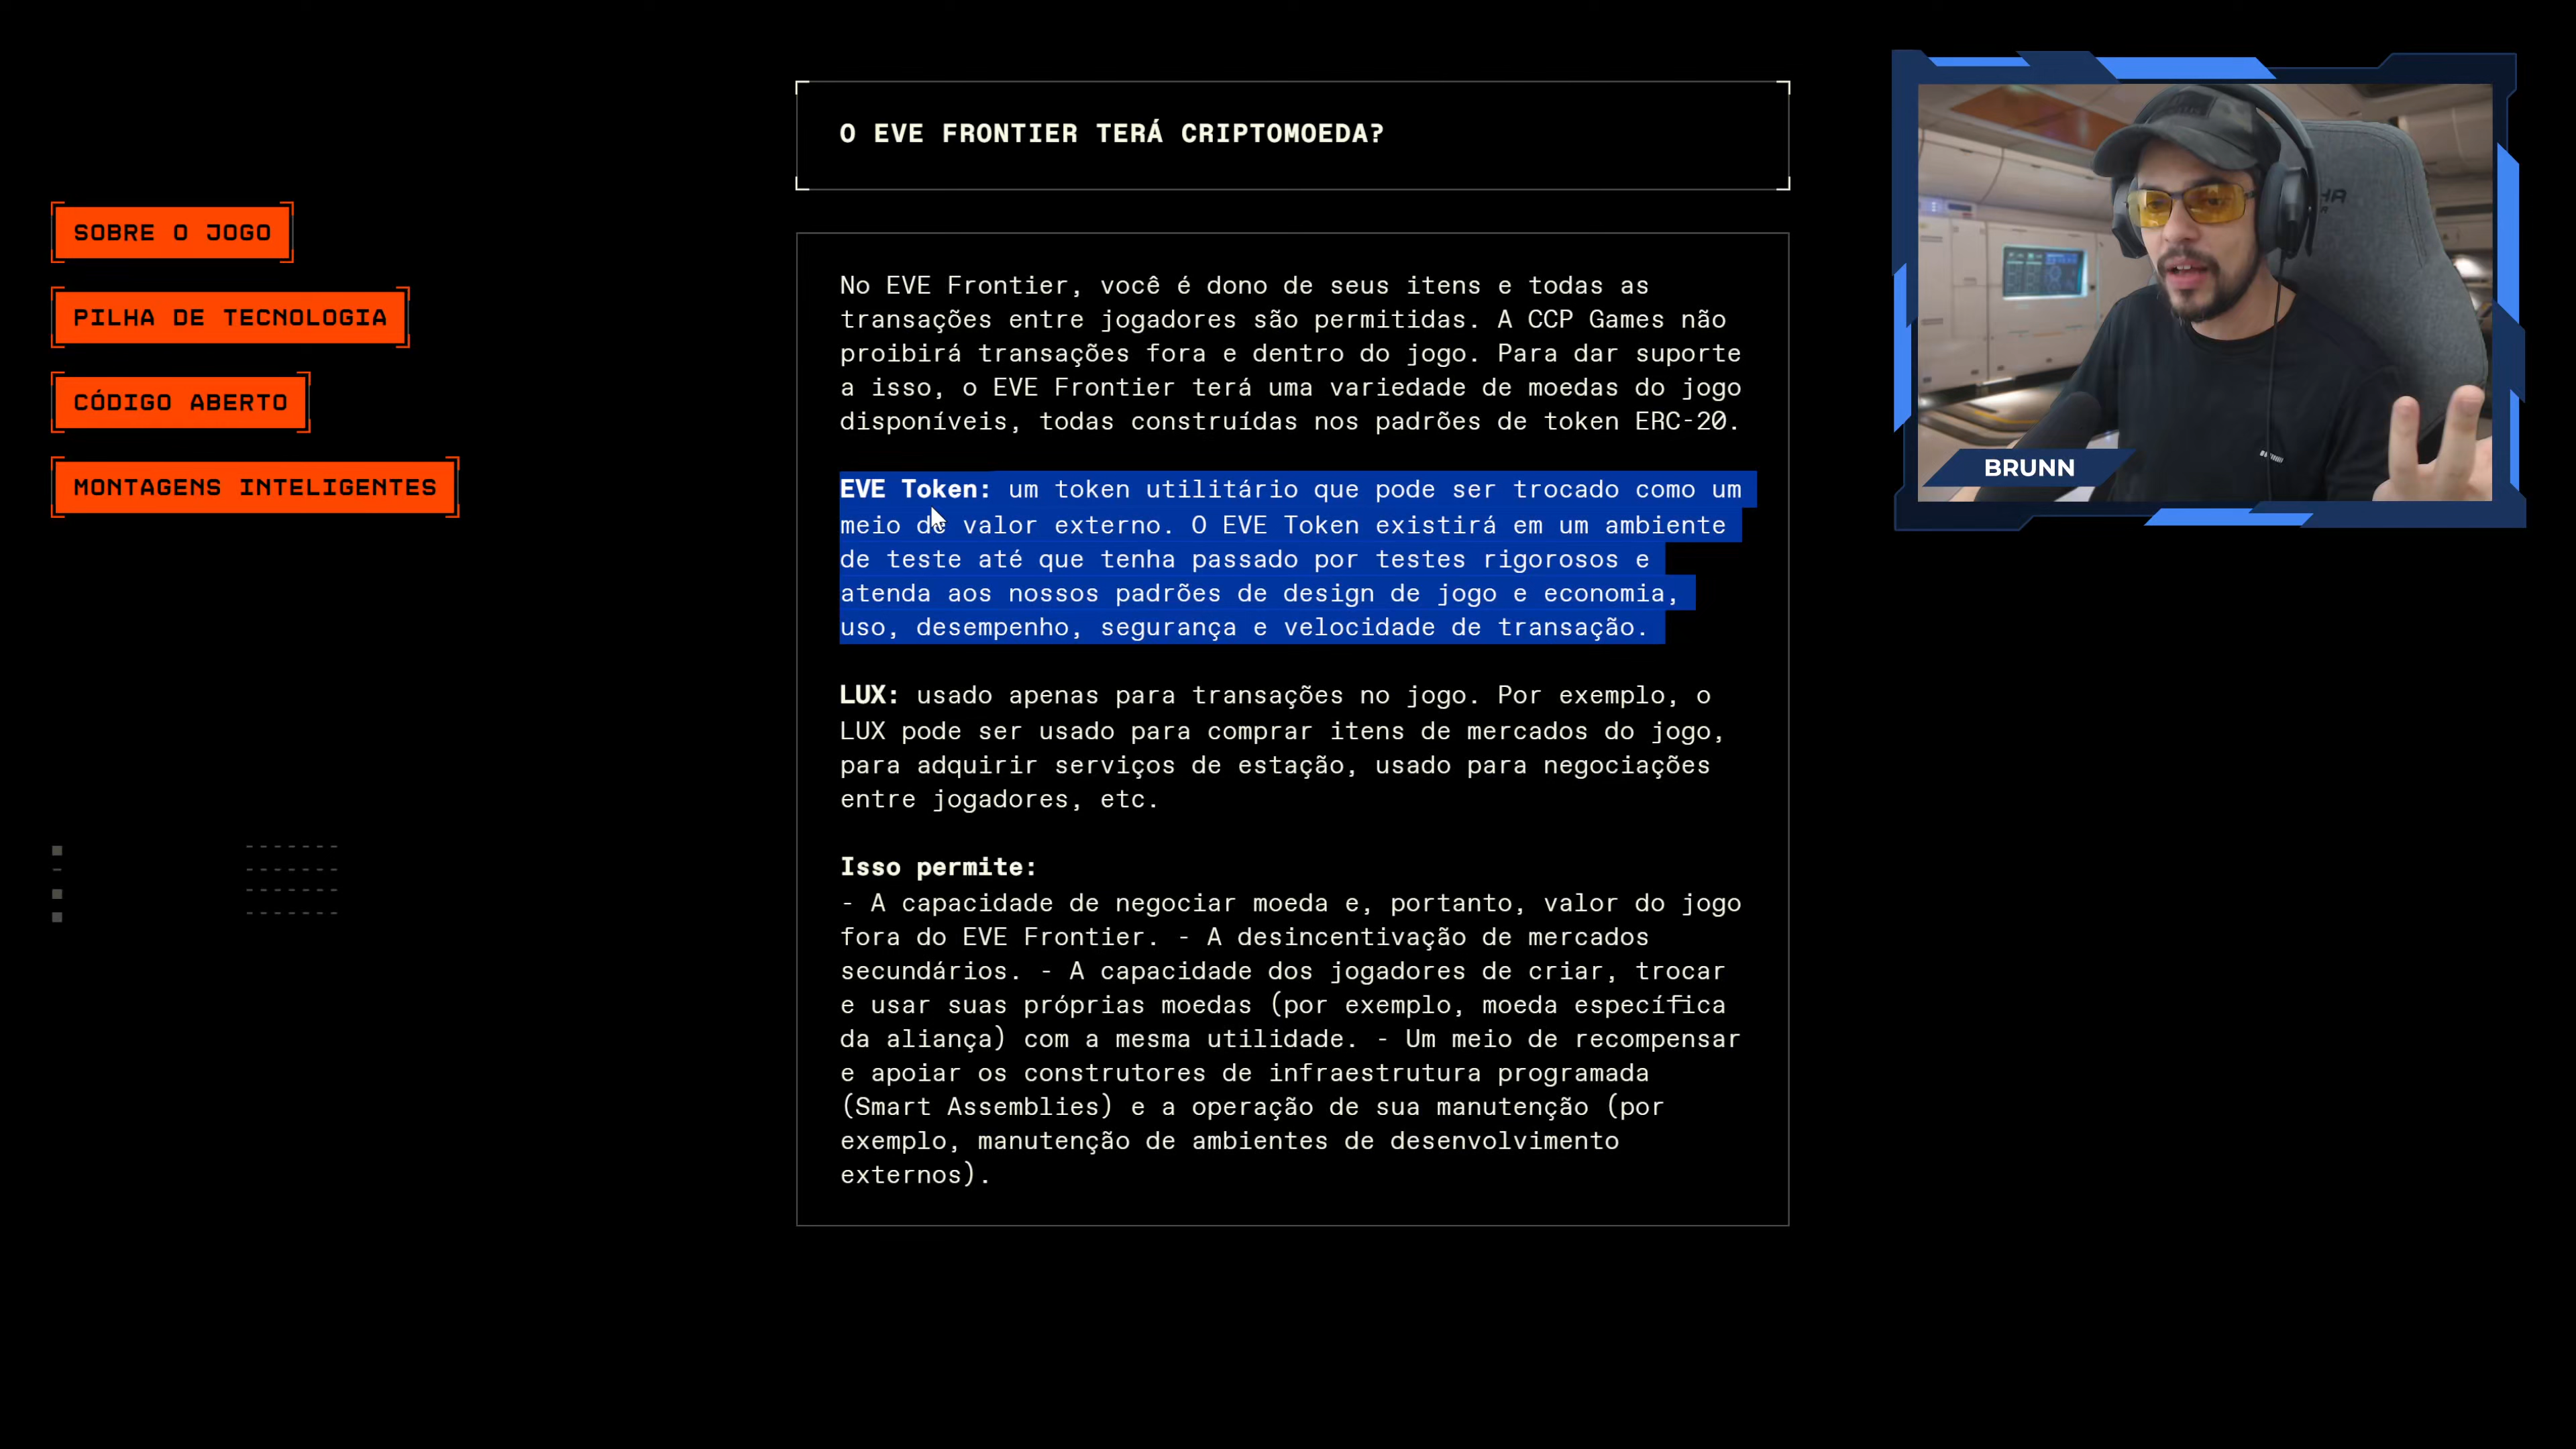 O EVE FRONTIER TERÁ CRIPTOMOEDA?
SOBRE O JOGO
PILHA DE TECNOLOGIA
CÓDIGO ABERTO
MONTAGENS INTELIGENTES
No EVE Frontier, você é dono de seus itens e todas as
transações entre jogadores são permitidas. A CCP Games não
proibirá transações fora e dentro do jogo. Para dar suporte
a isso, o EVE Frontier terá uma variedade de moedas do jogo
disponíveis, todas construídas nos padrões de token ERC-20.
EVE Token: um token utilitário que pode ser trocado como um
meio de valor externo. O EVE Token existirá em um ambiente
de teste até que tenha passado por testes rigorosos e
atenda aos nossos padrões de design de jogo e economia,
uso, desempenho, segurança e velocidade de transação.
LUX: usado apenas para transações no jogo. Por exemplo, o
LUX pode ser usado para comprar itens de mercados do jogo,
para adquirir serviços de estação, usado para negociações
entre jogadores, etc.
Isso permite:
- A capacidade de negociar moeda e, portanto, valor do jogo
fora do EVE Frontier. - A desincentivação de mercados
secundários. - A capacidade dos jogadores de criar, trocar
e usar suas próprias moedas (por exemplo, moeda específica
da aliança) com a mesma utilidade. - Um meio de recompensar
e apoiar os construtores de infraestrutura programada
(Smart Assemblies) e a operação de sua manutenção (por
exemplo, manutenção de ambientes de desenvolvimento
externos).
BRUNN